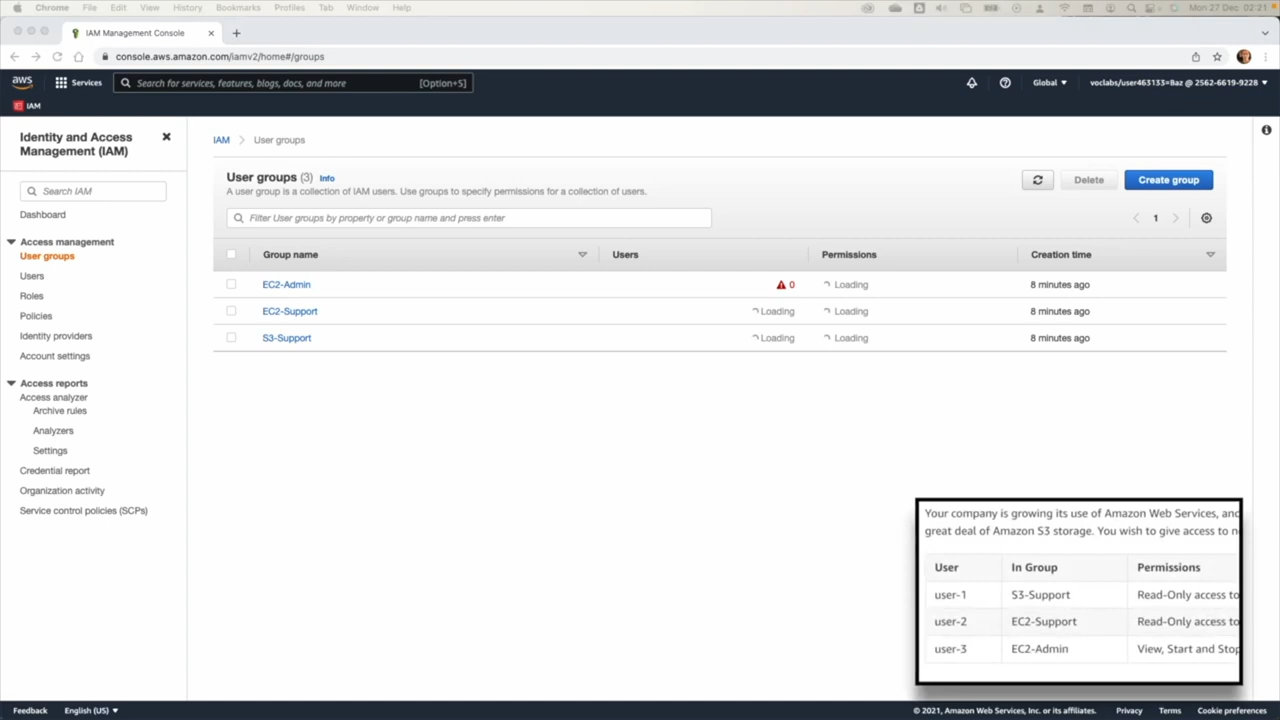 Chrome File Edit View History Bookmarks Profiles Tab Window Help Mon 27 Dec 02:21
IAM Management Console
console.aws.amazon.com/iamv2/home#/groups
aws Services Search for services, features, blogs, docs, and more [Option+S] Global voclabs/user463133=Baz @ 2562-6619-9228
IAM
Identity and Access
Management (IAM)
Search IAM
Dashboard
Access management
User groups
Users
Roles
Policies
Identity providers
Account settings
Access reports
Access analyzer
Archive rules
Analyzers
Settings
Credential report
Organization activity
Service control policies (SCPs)
IAM User groups
User groups (3) Info
A user group is a collection of IAM users. Use groups to specify permissions for a collection of users.
Delete Create group
Filter User groups by property or group name and press enter
1
Group name Users Permissions Creation time
EC2-Admin 0 Loading 8 minutes ago
EC2-Support Loading Loading 8 minutes ago
S3-Support Loading Loading 8 minutes ago
Your company is growing its use of Amazon Web Services, and
great deal of Amazon S3 storage. You wish to give access to n
User In Group Permissions
user-1 S3-Support Read-Only access to
user-2 EC2-Support Read-Only access to
user-3 EC2-Admin View, Start and Stop
Feedback English (US) © 2021, Amazon Web Services, Inc. or its affiliates. Privacy Terms Cookie preferences